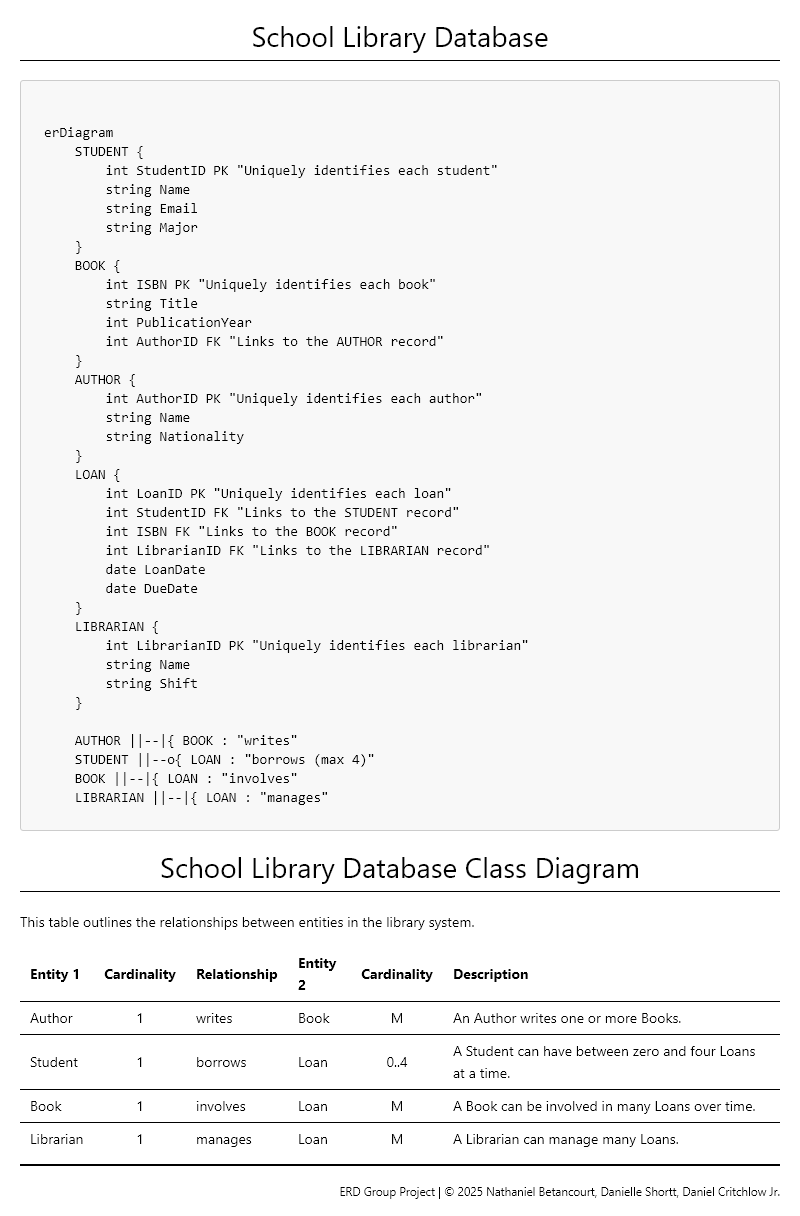 School Library Database
erDiagram
    STUDENT {
        int StudentID PK "Uniquely identifies each student"
        string Name
        string Email
        string Major
    }
    BOOK {
        int ISBN PK "Uniquely identifies each book"
        string Title
        int PublicationYear
        int AuthorID FK "Links to the AUTHOR record"
    }
    AUTHOR {
        int AuthorID PK "Uniquely identifies each author"
        string Name
        string Nationality
    }
    LOAN {
        int LoanID PK "Uniquely identifies each loan"
        int StudentID FK "Links to the STUDENT record"
        int ISBN FK "Links to the BOOK record"
        int LibrarianID FK "Links to the LIBRARIAN record"
        date LoanDate
        date DueDate
    }
    LIBRARIAN {
        int LibrarianID PK "Uniquely identifies each librarian"
        string Name
        string Shift
    }

    AUTHOR ||--|{ BOOK : "writes"
    STUDENT ||--o{ LOAN : "borrows (max 4)"
    BOOK ||--|{ LOAN : "involves"
    LIBRARIAN ||--|{ LOAN : "manages"
School Library Database Class Diagram
This table outlines the relationships between entities in the library system.
Entity 1 Cardinality Relationship Entity 2 Cardinality Description
Author 1 writes Book M An Author writes one or more Books.
Student 1 borrows Loan 0..4 A Student can have between zero and four Loans
at a time.
Book 1 involves Loan M A Book can be involved in many Loans over time.
Librarian 1 manages Loan M A Librarian can manage many Loans.
ERD Group Project | © 2025 Nathaniel Betancourt, Danielle Shortt, Daniel Critchlow Jr.